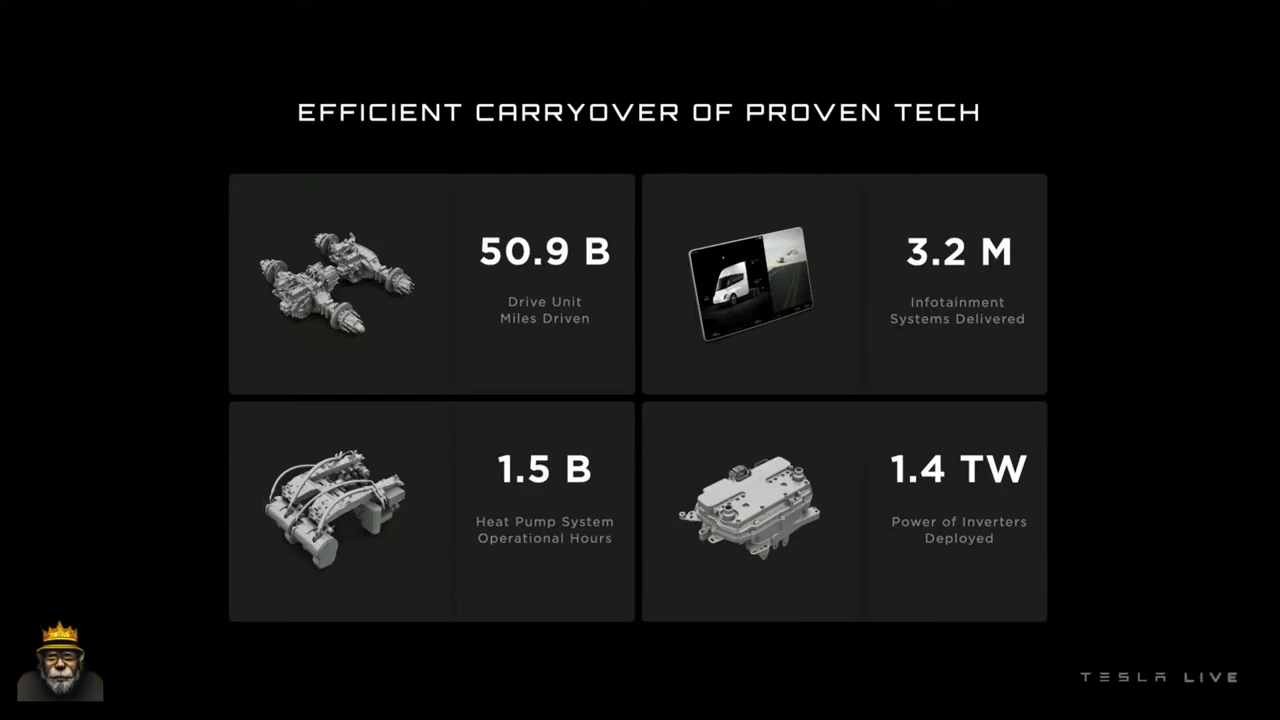 EFFICIENT CARRYOVER OF PROVEN TECH
50.9 B
Drive Unit
Miles Driven
3.2 M
Infotainment
Systems Delivered
1.5 B
Heat Pump System
Operational Hours
1.4 TW
Power of Inverters
Deployed
TESLA LIVE